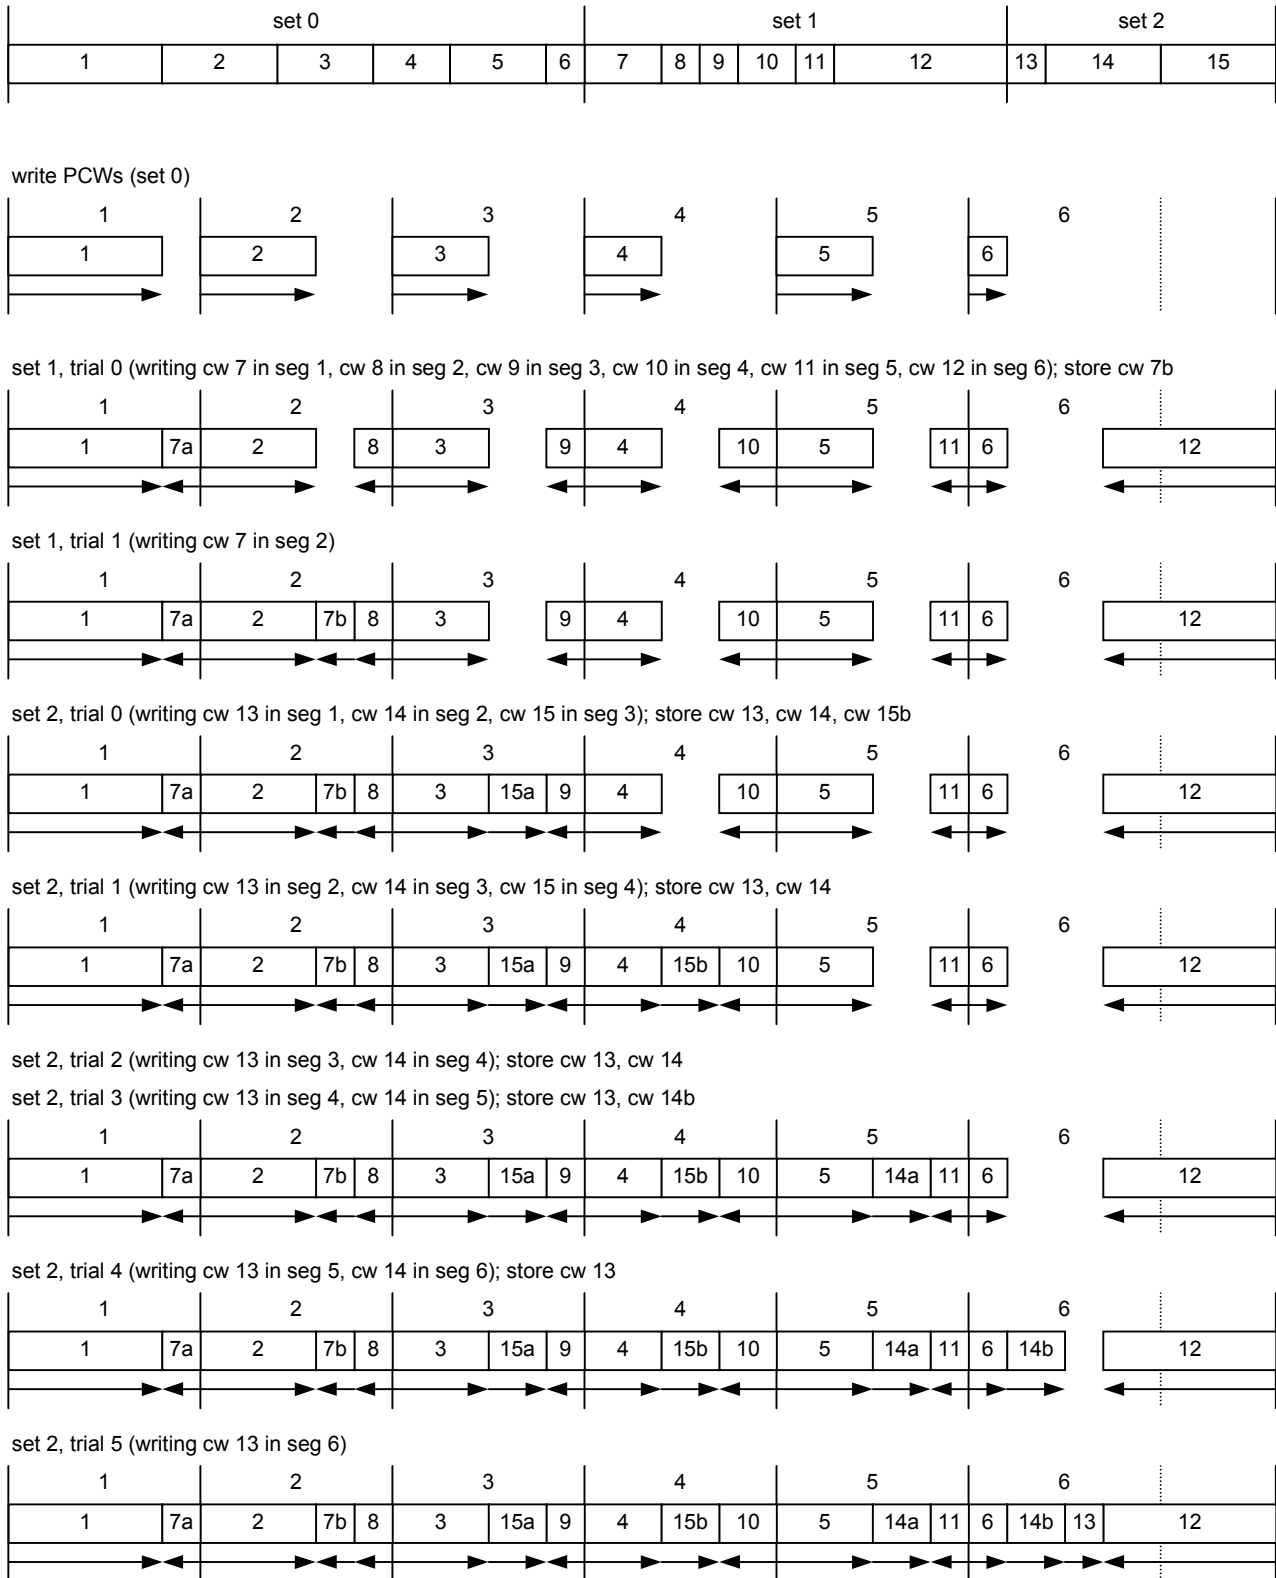 set 0 set 1 set 2
1 2 3 4 5 6 7 8 9 10 11 12 13 14 15
write PCWs (set 0)
1 2 3 4 5 6
1 2 3 4 5 6
set 1, trial 0 (writing cw 7 in seg 1, cw 8 in seg 2, cw 9 in seg 3, cw 10 in seg 4, cw 11 in seg 5, cw 12 in seg 6); store cw 7b
1 2 3 4 5 6
1 7a 2 8 3 9 4 10 5 11 6 12
set 1, trial 1 (writing cw 7 in seg 2)
1 2 3 4 5 6
1 7a 2 7b 8 3 9 4 10 5 11 6 12
set 2, trial 0 (writing cw 13 in seg 1, cw 14 in seg 2, cw 15 in seg 3); store cw 13, cw 14, cw 15b
1 2 3 4 5 6
1 7a 2 7b 8 3 15a 9 4 10 5 11 6 12
set 2, trial 1 (writing cw 13 in seg 2, cw 14 in seg 3, cw 15 in seg 4); store cw 13, cw 14
1 2 3 4 5 6
1 7a 2 7b 8 3 15a 9 4 15b 10 5 11 6 12
set 2, trial 2 (writing cw 13 in seg 3, cw 14 in seg 4); store cw 13, cw 14
set 2, trial 3 (writing cw 13 in seg 4, cw 14 in seg 5); store cw 13, cw 14b
1 2 3 4 5 6
1 7a 2 7b 8 3 15a 9 4 15b 10 5 14a 11 6 12
set 2, trial 4 (writing cw 13 in seg 5, cw 14 in seg 6); store cw 13
1 2 3 4 5 6
1 7a 2 7b 8 3 15a 9 4 15b 10 5 14a 11 6 14b 12
set 2, trial 5 (writing cw 13 in seg 6)
1 2 3 4 5 6
1 7a 2 7b 8 3 15a 9 4 15b 10 5 14a 11 6 14b 13 12